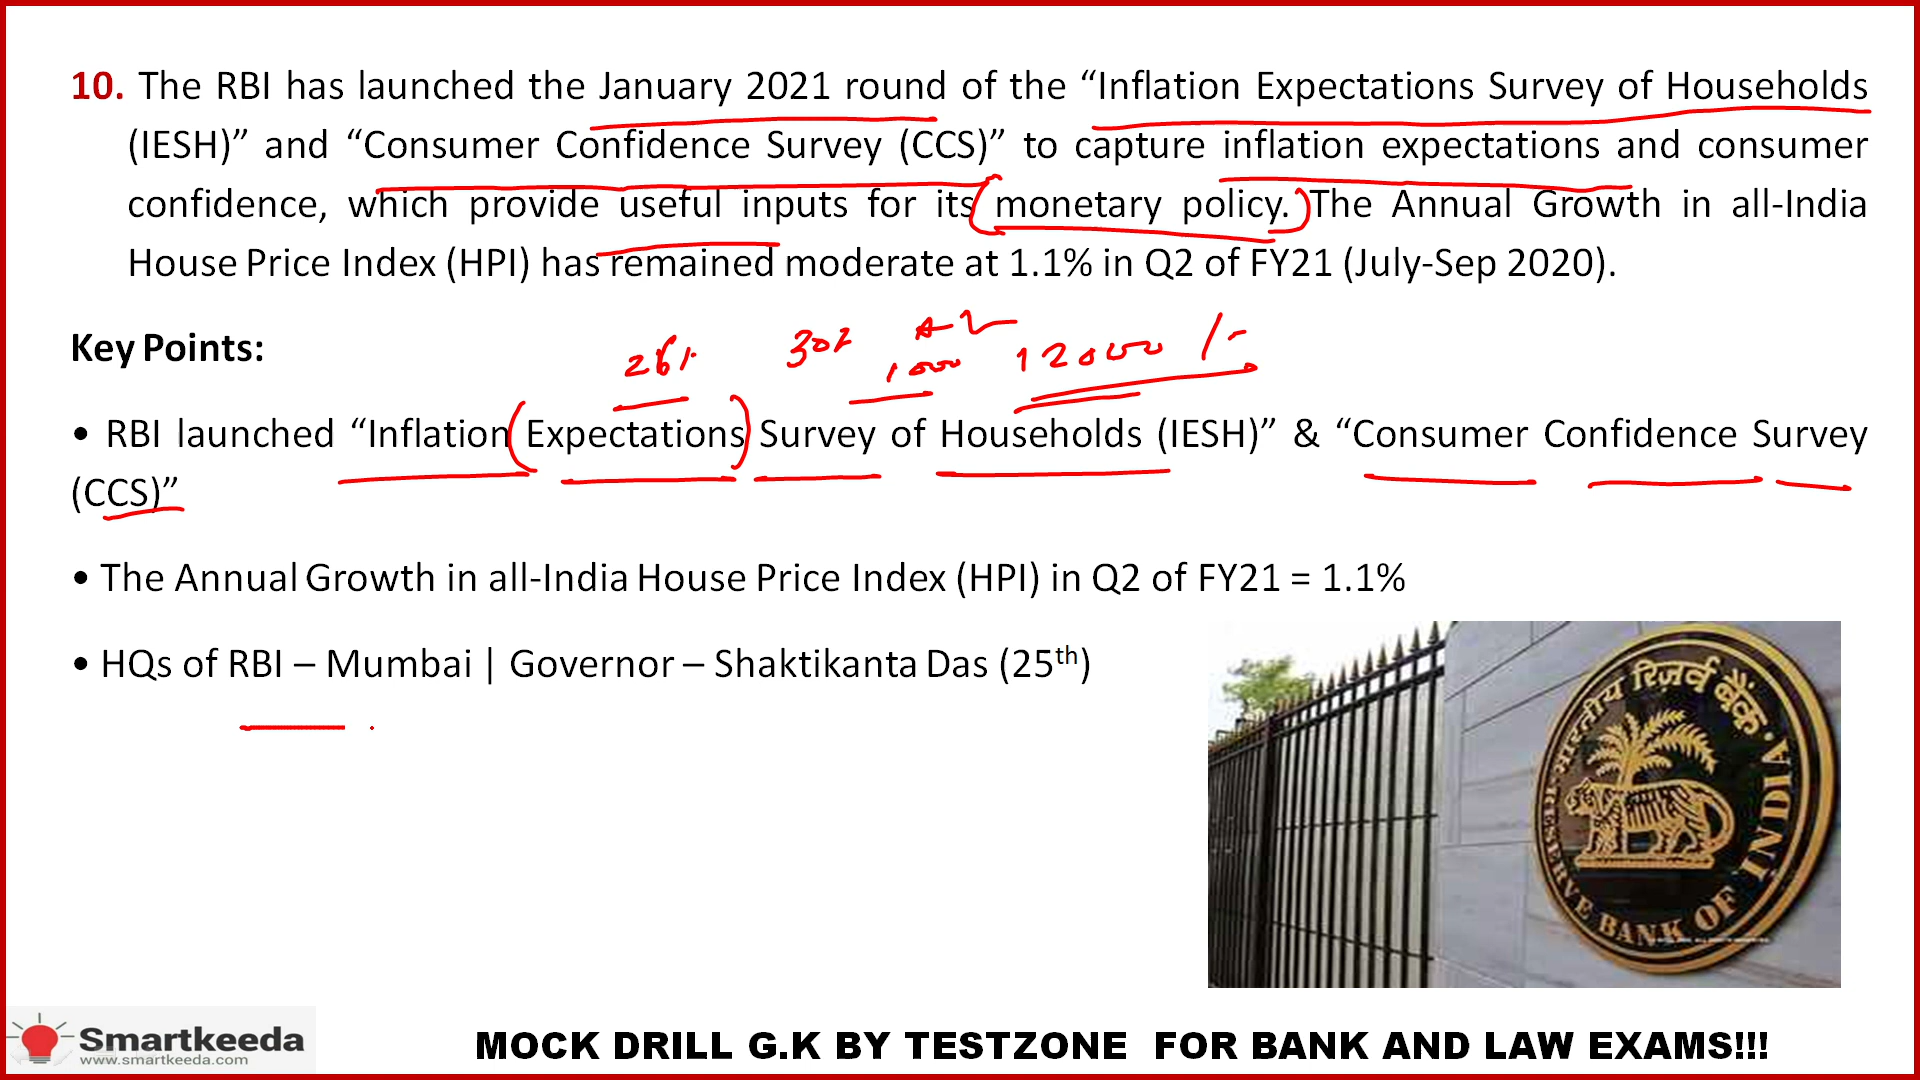 10. The RBI has launched the January 2021 round of the “Inflation Expectations Survey of Households
(IESH)” and “Consumer Confidence Survey (CCS)” to capture inflation expectations and consumer
confidence, which provide useful inputs for its monetary policy. The Annual Growth in all-India
House Price Index (HPI) has remained moderate at 1.1% in Q2 of FY21 (July-Sep 2020).
Key Points:
1000 12000 /-
• RBI launched “Inflation (Expectations) Survey of Households (IESH)” & “Consumer Confidence Survey
(CCS)”
• The Annual Growth in all-India House Price Index (HPI) in Q2 of FY21 = 1.1%
• HQs of RBI – Mumbai | Governor – Shaktikanta Das (25th)
भारतीय रिज़र्व बैंक
RESERVE BANK OF INDIA
Smartkeeda
www.smartkeeda.com
MOCK DRILL G.K BY TESTZONE FOR BANK AND LAW EXAMS!!!